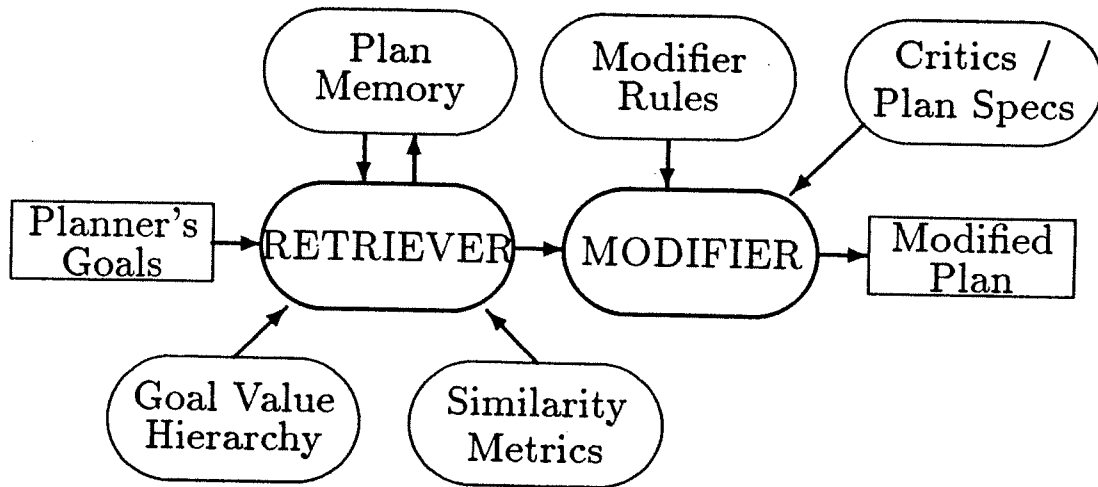 Plan
Memory
Modifier
Rules
Critics /
Plan Specs
Planner's
Goals
RETRIEVER
MODIFIER
Modified
Plan
Goal Value
Hierarchy
Similarity
Metrics